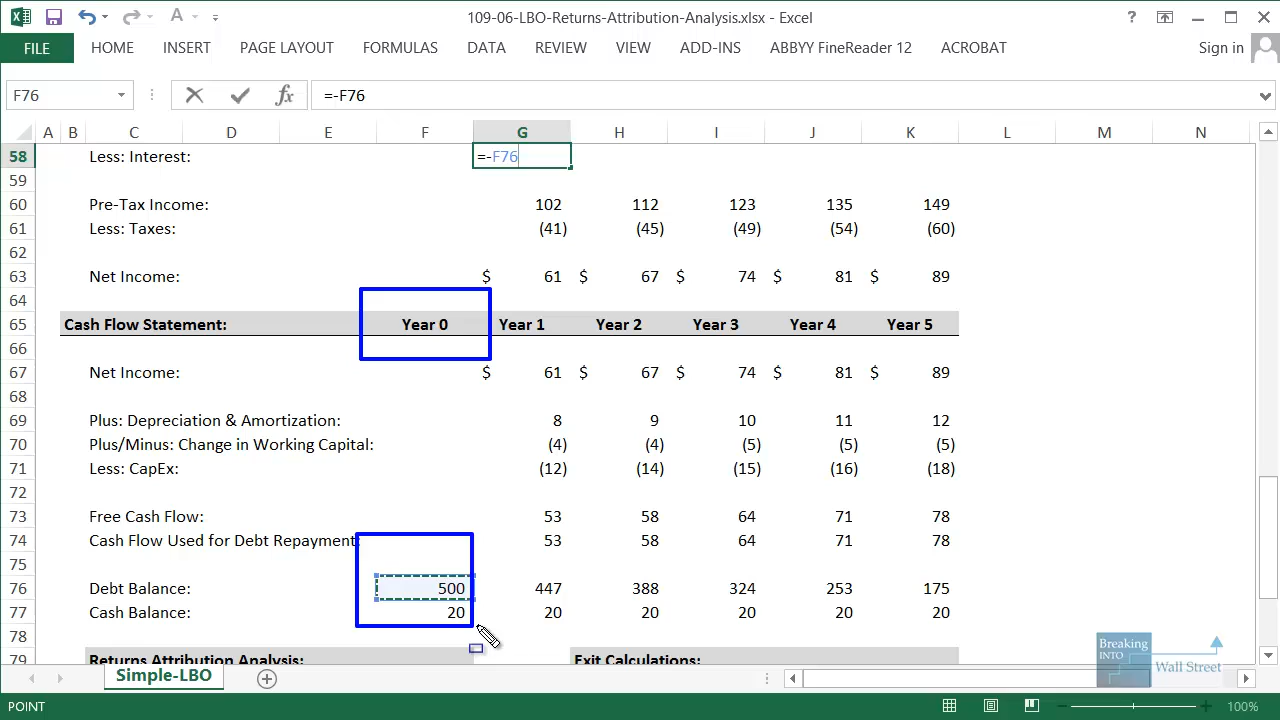 109-06-LBO-Returns-Attribution-Analysis.xlsx - Excel
FILE HOME INSERT PAGE LAYOUT FORMULAS DATA REVIEW VIEW ADD-INS ABBYY FineReader 12 ACROBAT Sign in
F76 fx =-F76
A B C D E F G H I J K L M N
58 Less: Interest: =-F76
59
60 Pre-Tax Income: 102 112 123 135 149
61 Less: Taxes: (41) (45) (49) (54) (60)
62
63 Net Income: $ 61 $ 67 $ 74 $ 81 $ 89
64
65 Cash Flow Statement: Year 0 Year 1 Year 2 Year 3 Year 4 Year 5
66
67 Net Income: $ 61 $ 67 $ 74 $ 81 $ 89
68
69 Plus: Depreciation & Amortization: 8 9 10 11 12
70 Plus/Minus: Change in Working Capital: (4) (4) (5) (5) (5)
71 Less: CapEx: (12) (14) (15) (16) (18)
72
73 Free Cash Flow: 53 58 64 71 78
74 Cash Flow Used for Debt Repayment: 53 58 64 71 78
75
76 Debt Balance: 500 447 388 324 253 175
77 Cash Balance: 20 20 20 20 20 20
78
79 Returns Attribution Analysis: Exit Calculations:
Breaking INTO Wall Street
Simple-LBO
POINT 100%